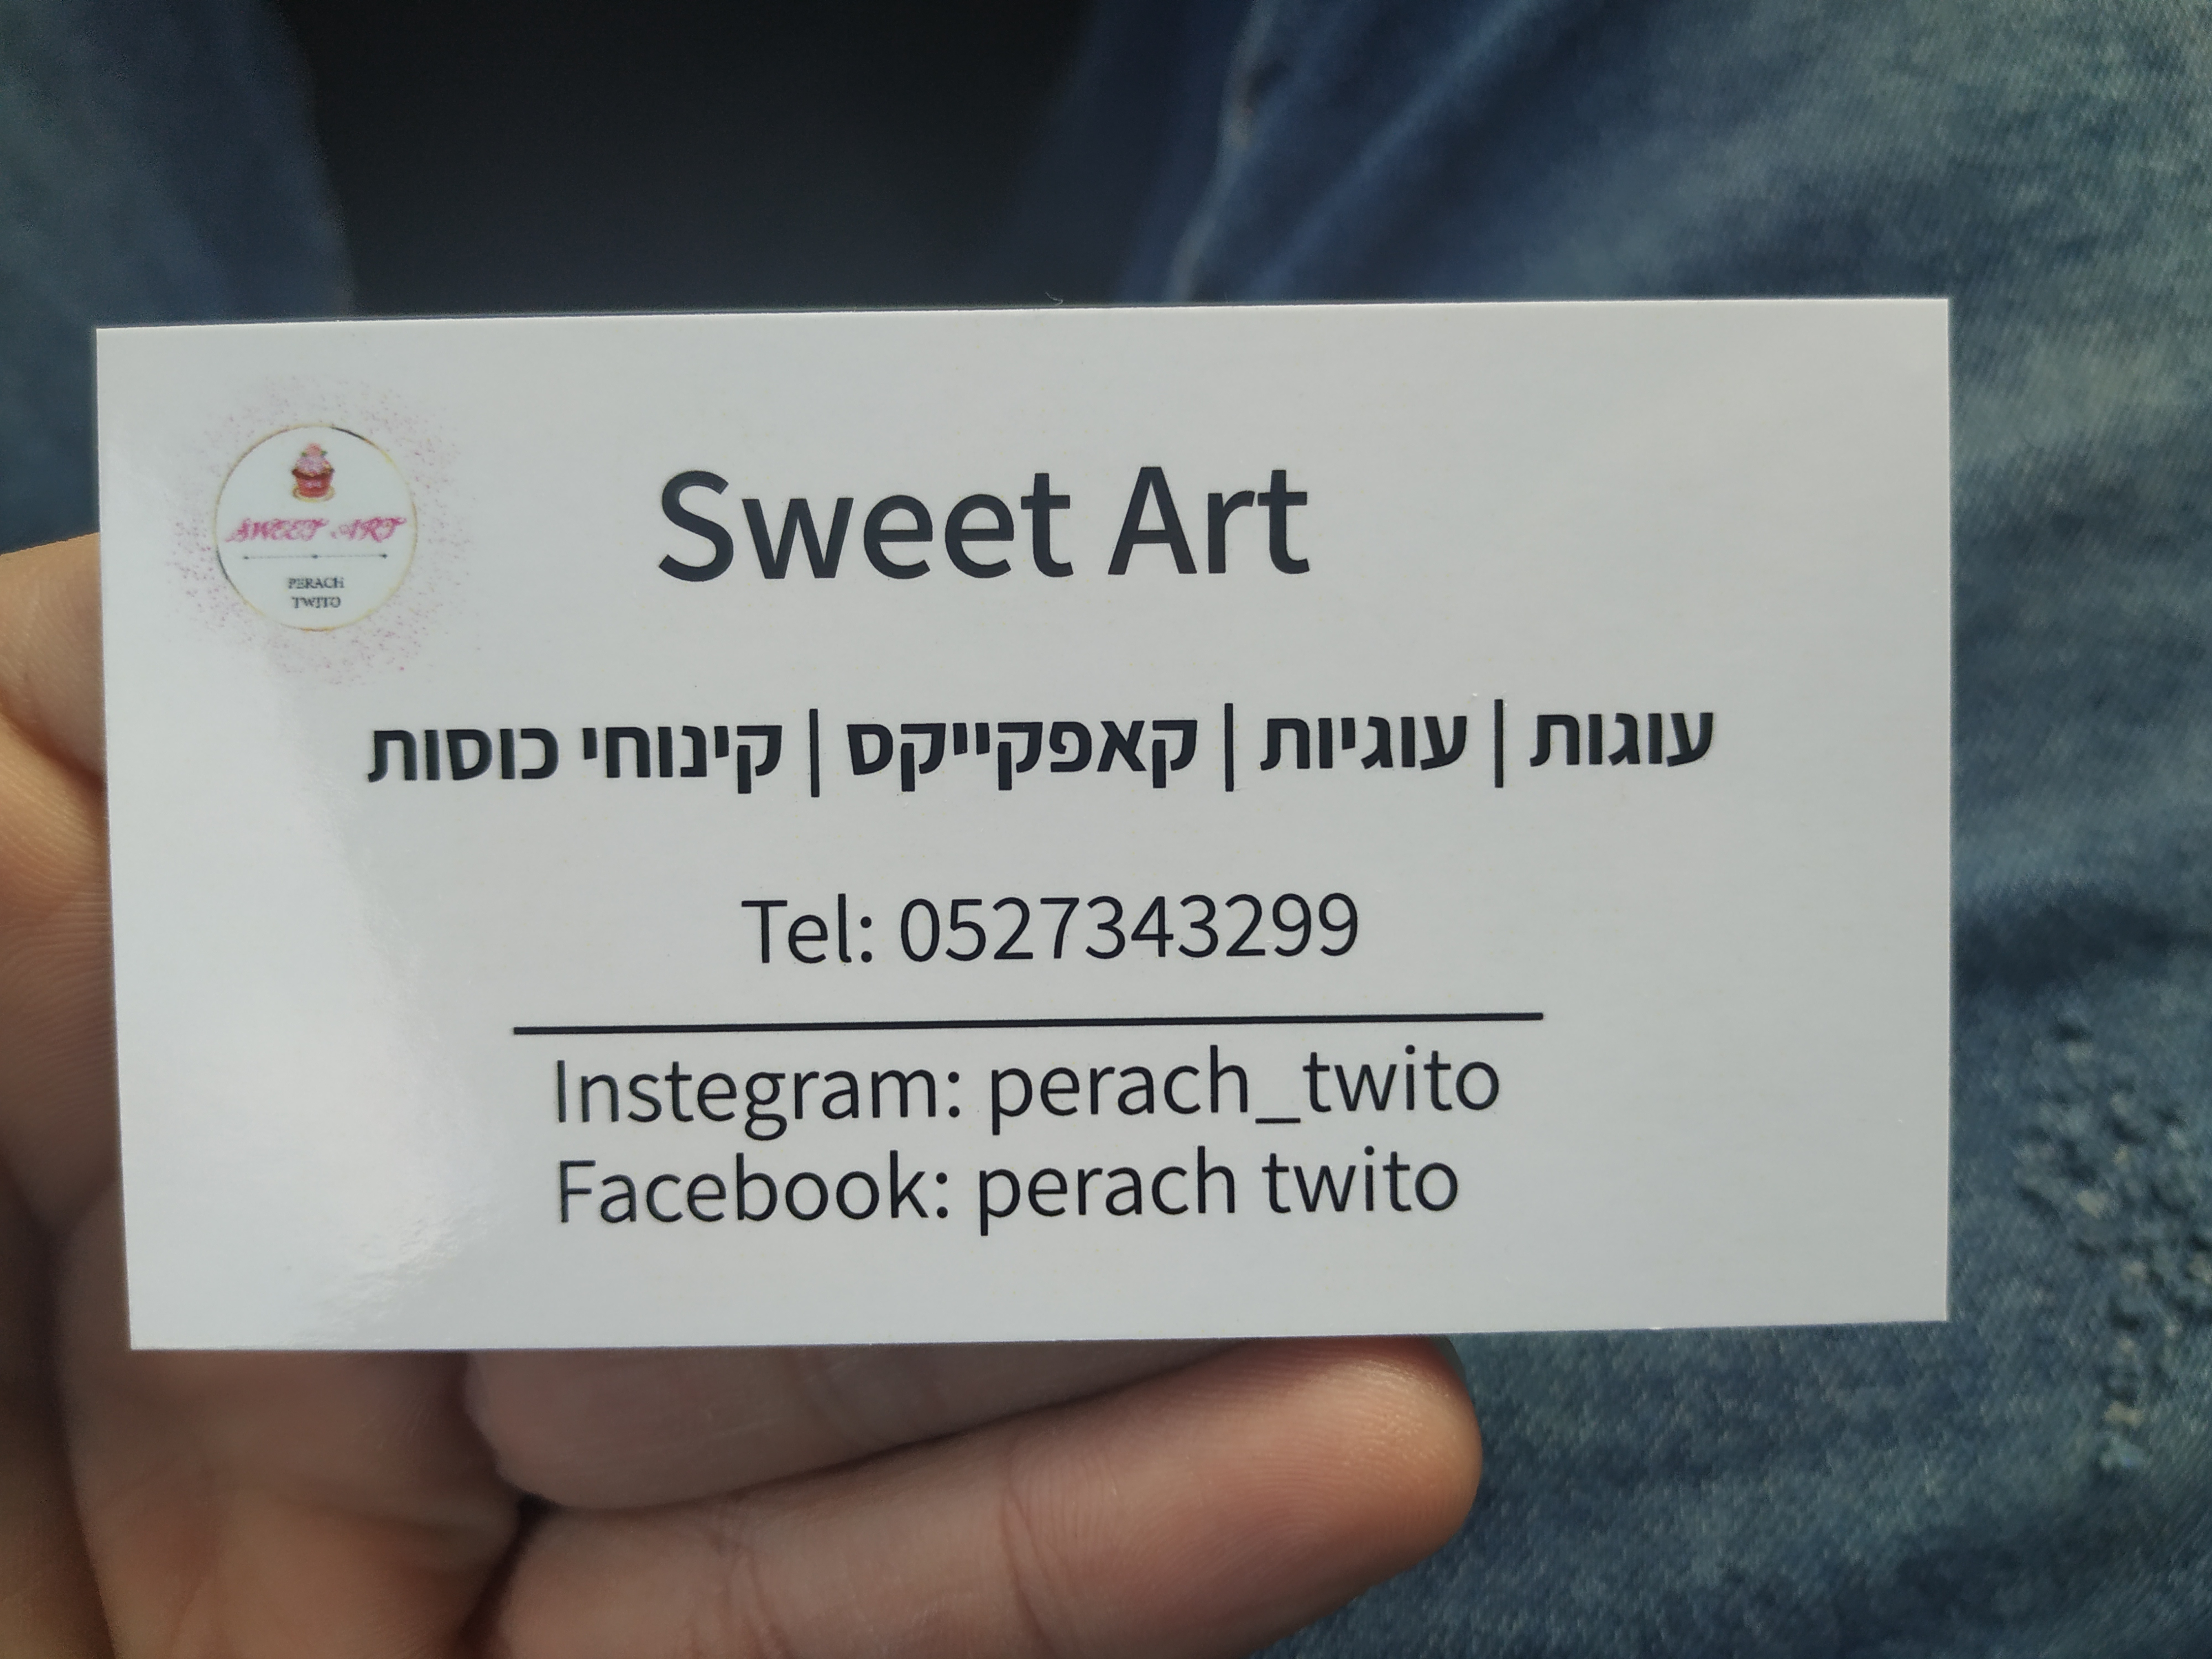 SWEET ART
PERACH
TWITO
Sweet Art
עוגות | עוגיות | קאפקייקס | קינוחי כוסות
Tel: 0527343299
Instegram: perach_twito
Facebook: perach twito